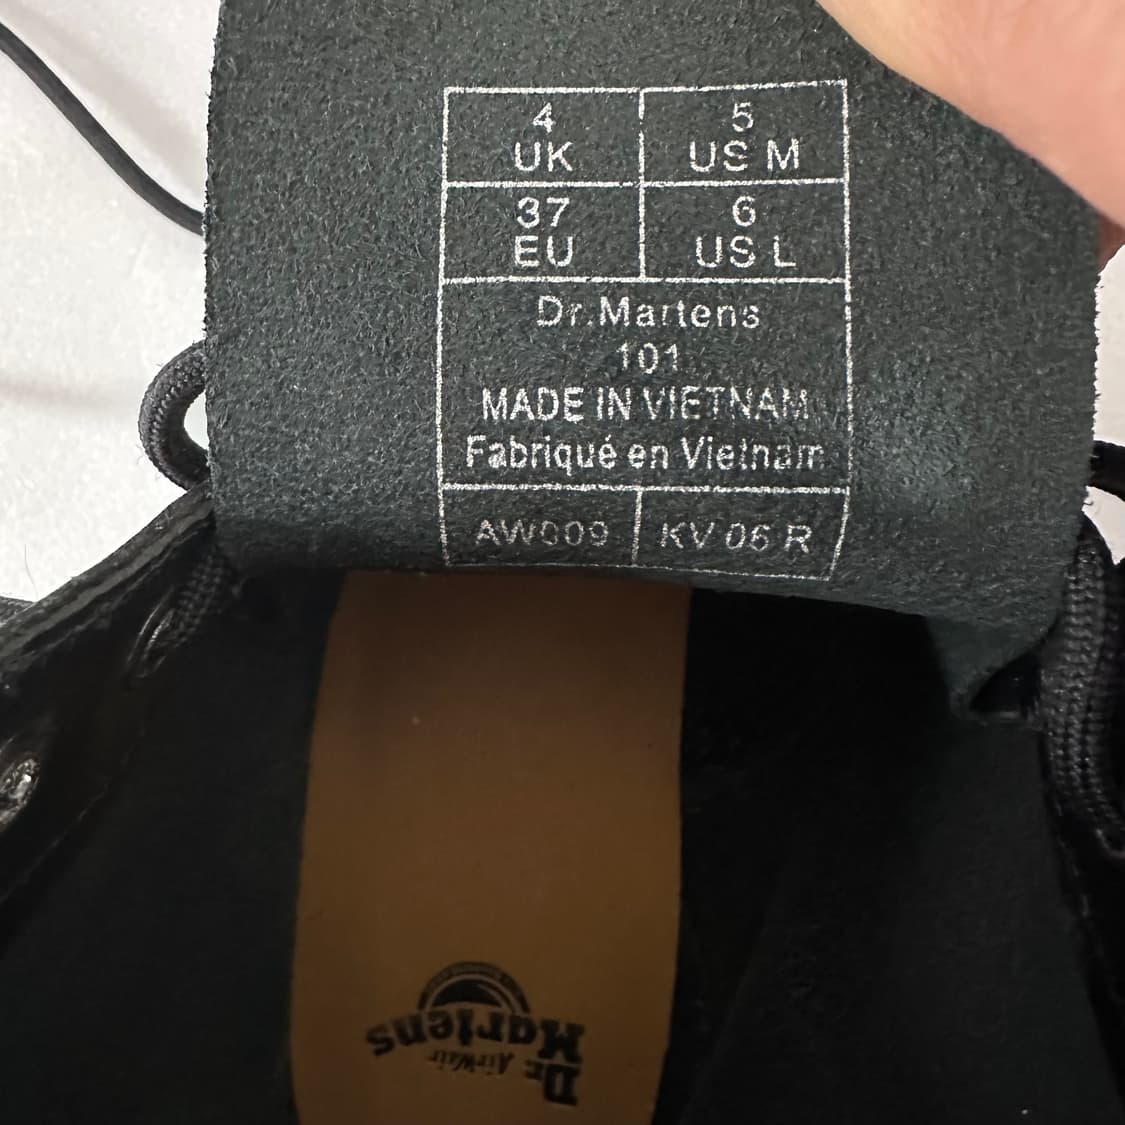 4
UK
5
US M
37
EU
6
US L
Dr.Martens
101
MADE IN VIETNAM
Fabriqué en Vietnam
AW009
KV 06 R
Dr.
Martens
AirWair